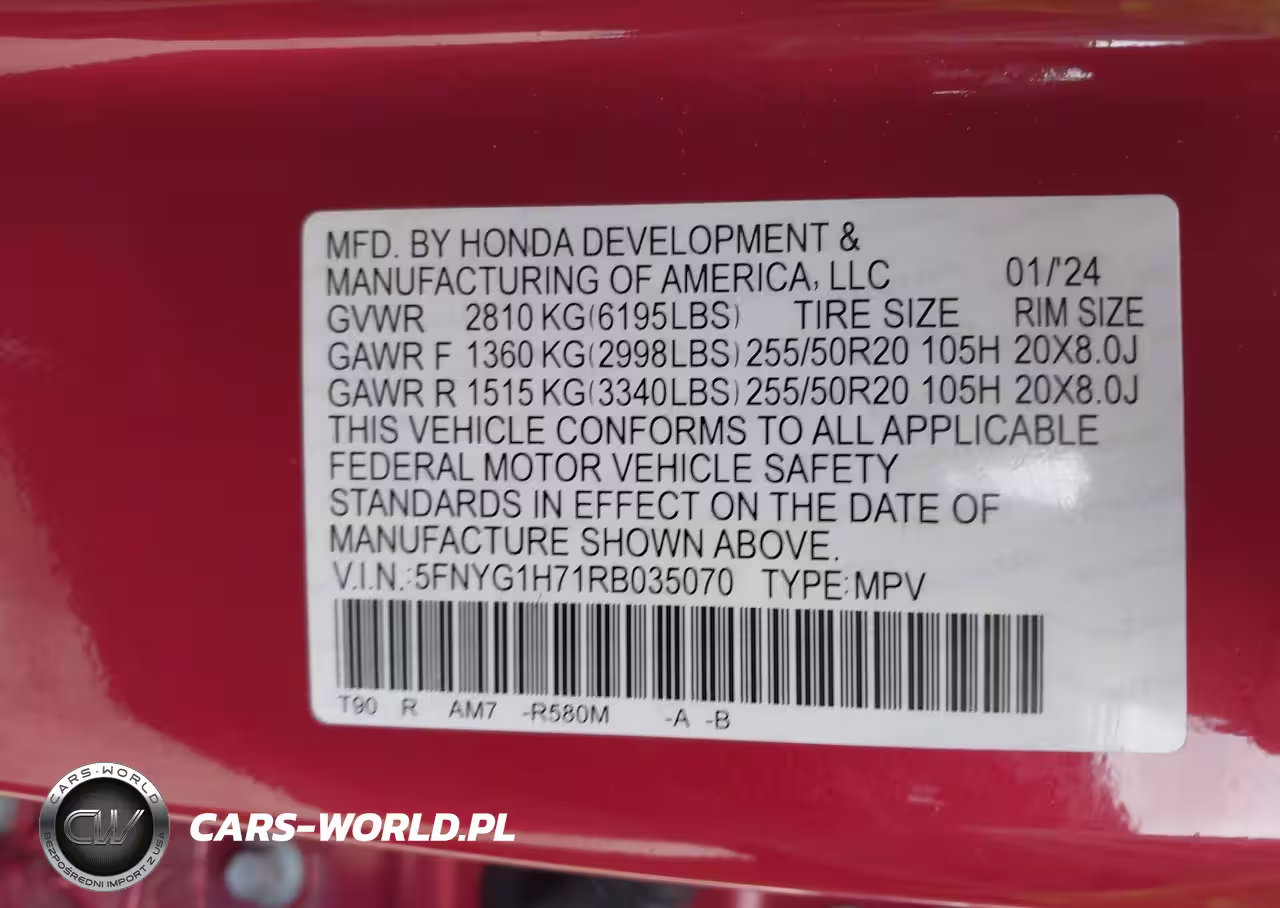 MFD. BY HONDA DEVELOPMENT &
MANUFACTURING OF AMERICA, LLC 01/'24
GVWR 2810 KG(6195LBS) TIRE SIZE RIM SIZE
GAWR F 1360 KG(2998LBS) 255/50R20 105H 20X8.0J
GAWR R 1515 KG(3340LBS) 255/50R20 105H 20X8.0J
THIS VEHICLE CONFORMS TO ALL APPLICABLE
FEDERAL MOTOR VEHICLE SAFETY
STANDARDS IN EFFECT ON THE DATE OF
MANUFACTURE SHOWN ABOVE.
V.I.N.:5FNYG1H71RB035070 TYPE:MPV
T90 R AM7 -R580M -A -B
CARS-WORLD
CW
BEZPOŚREDNI IMPORT Z USA
CARS-WORLD.PL